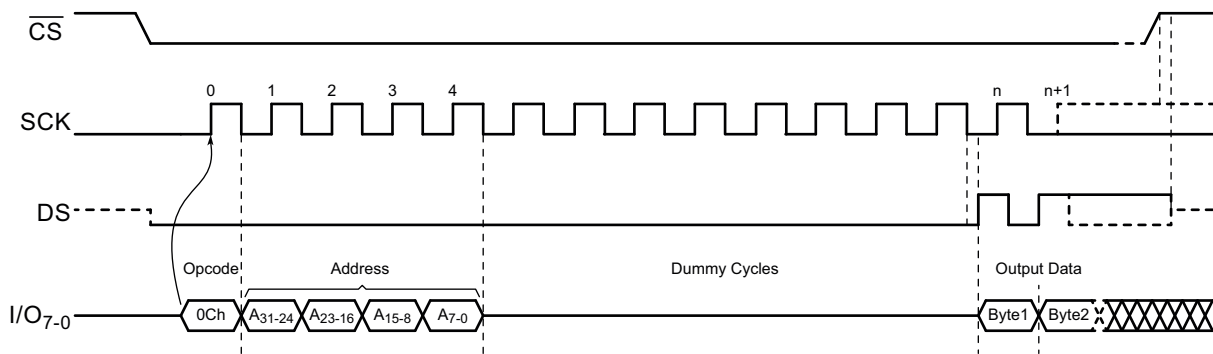 CS
0 1 2 3 4 n n+1
SCK
DS
Opcode Address Dummy Cycles Output Data
I/O7-0 0Ch A31-24 A23-16 A15-8 A7-0 Byte1 Byte2